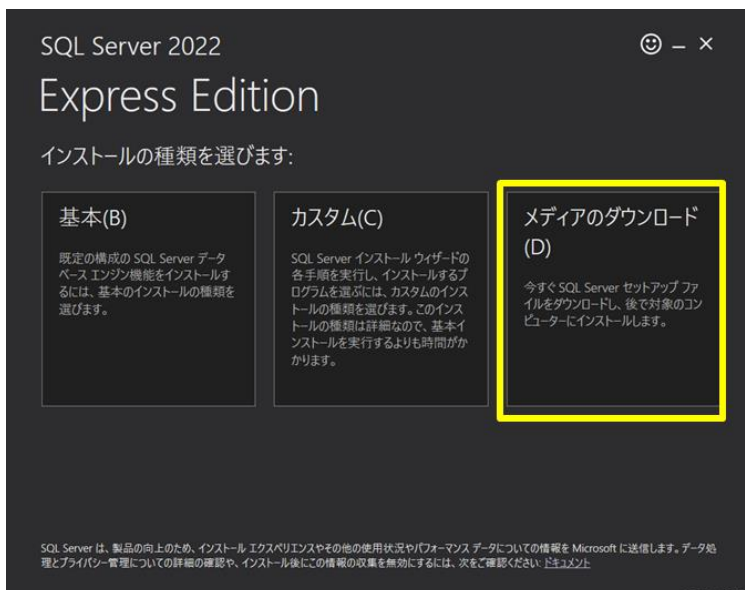 SQL Server 2022
Express Edition
インストールの種類を選びます:
基本(B)
既定の構成の SQL Server データ
ベース エンジン機能をインストールす
るには、基本のインストールの種類を
選びます。
カスタム(C)
SQL Server インストール ウィザードの
各手順を実行し、インストールするプ
ログラムを選ぶには、カスタムのインス
トールの種類を選びます。このインス
トールの種類は詳細なので、基本イ
ンストールを実行するよりも時間がか
かります。
メディアのダウンロード
(D)
今すぐ SQL Server セットアップ ファ
イルをダウンロードし、後で対象のコン
ピューターにインストールします。
SQL Server は、製品の向上のため、インストール エクスペリエンスやその他の使用状況やパフォーマンス データについての情報を Microsoft に送信します。データ処
理とプライバシー管理についての詳細の確認や、インストール後にこの情報の収集を無効にするには、次をご確認ください: ドキュメント